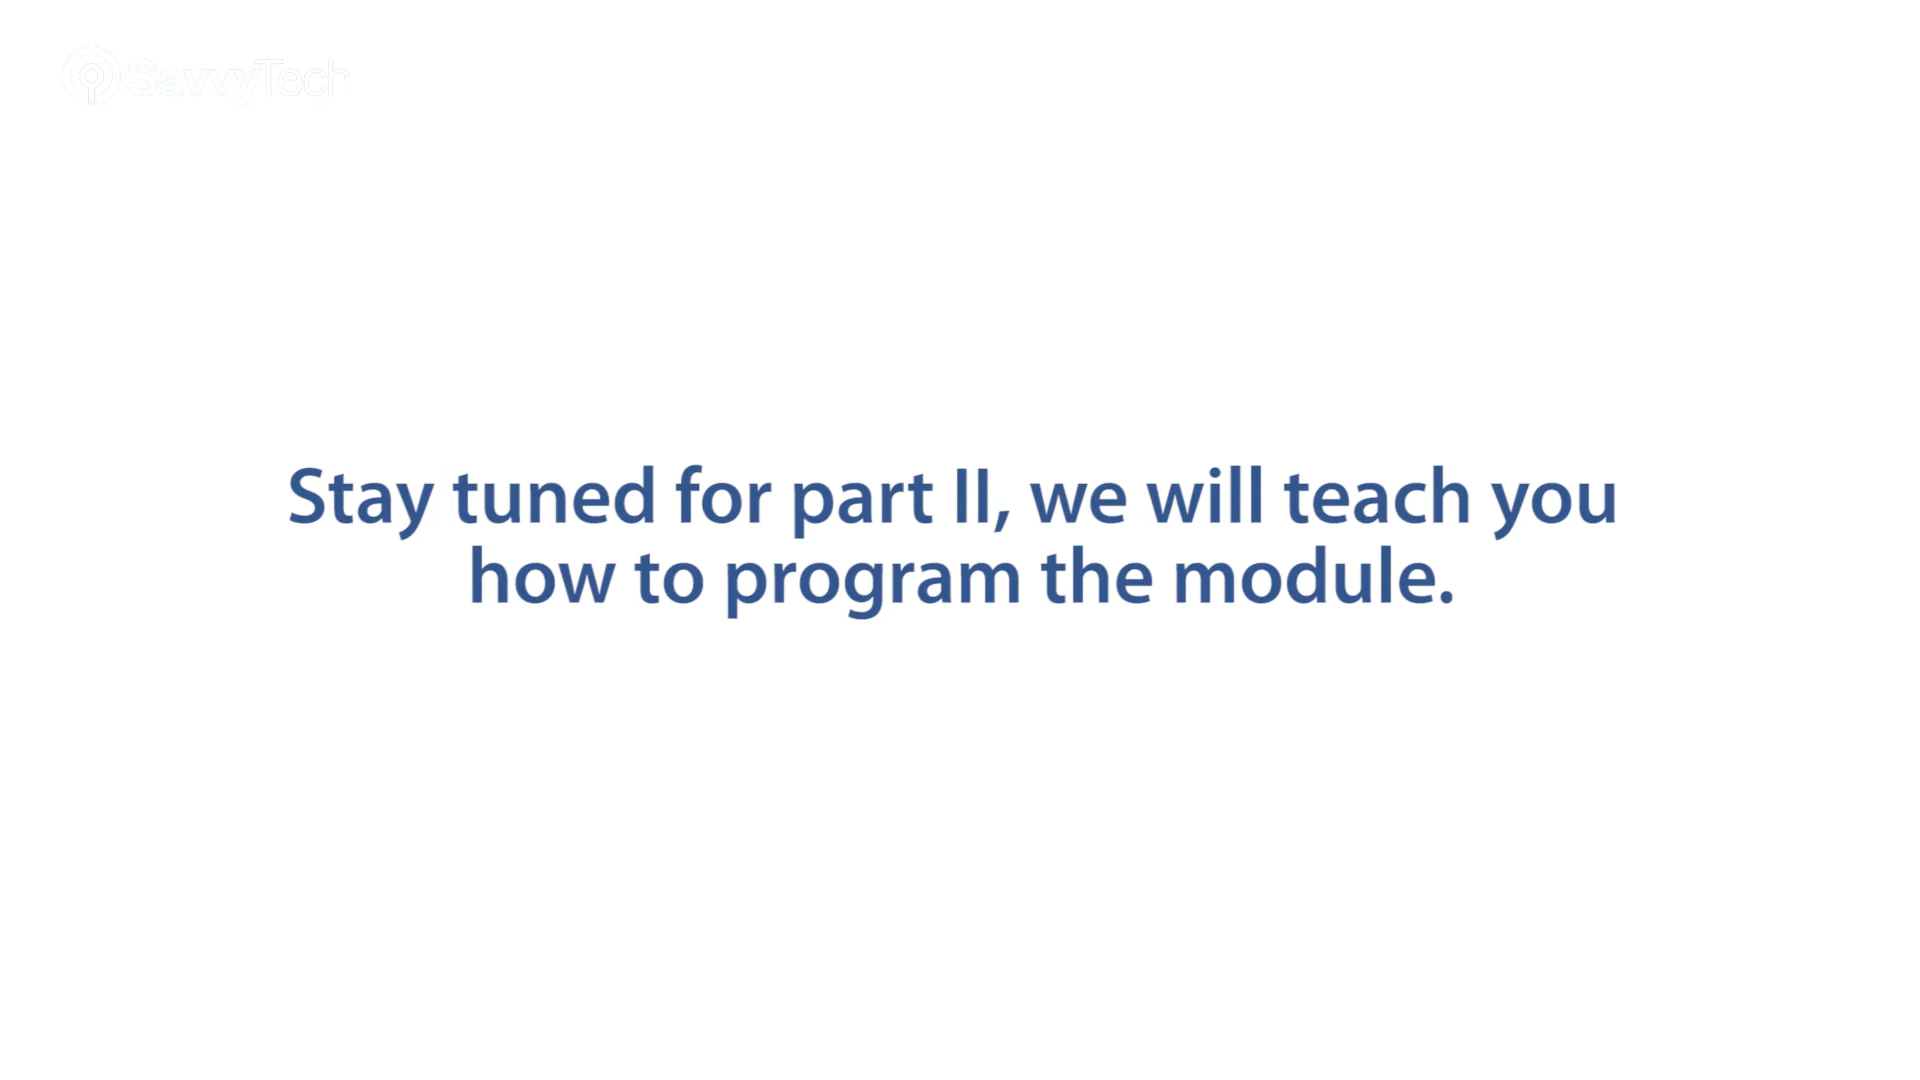 SavvyTech
Stay tuned for part II, we will teach you
how to program the module.